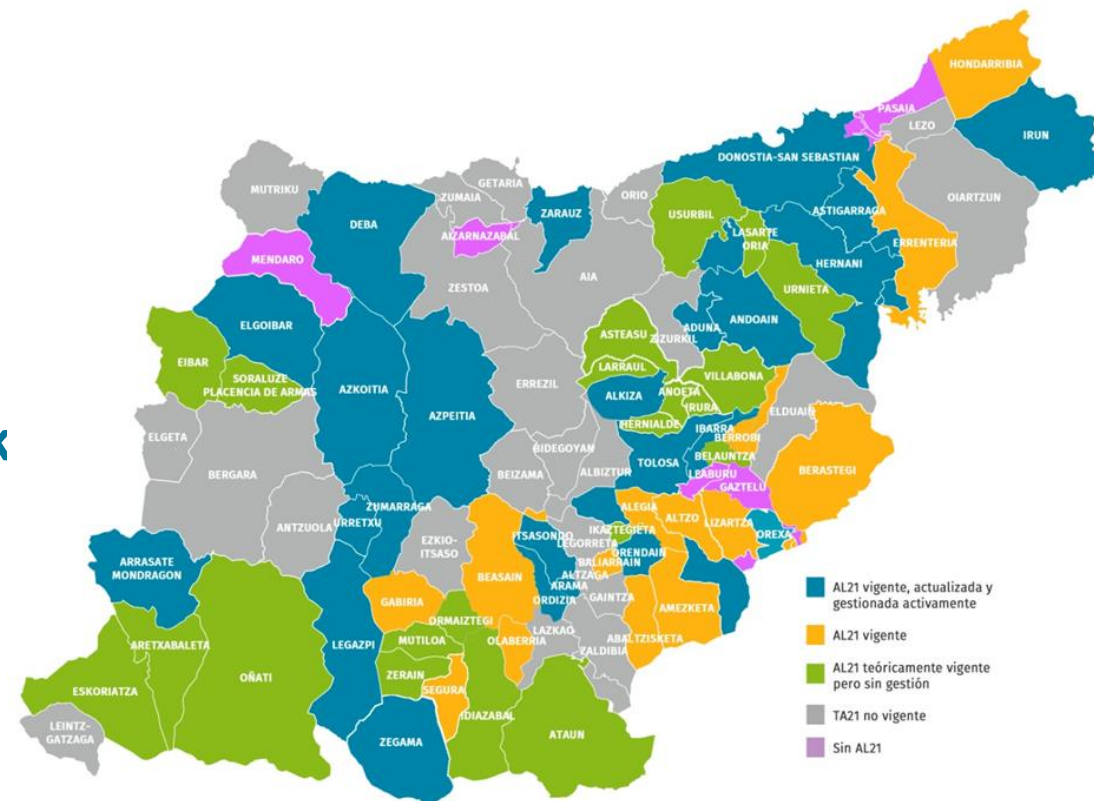 HONDARRIBIA
PASAIA
LEZO
IRUN
DONOSTIA-SAN SEBASTIAN
MUTRIKU
GETARIA
ZUMAIA
ORIO
OIARTZUN
DEBA
ZARAUZ
USURBIL
ASTIGARRAGA
AIZARNAZABAL
LASARTE
ORIA
ERRENTERIA
MENDARO
HERNANI
AIA
ZESTOA
URNIETA
ELGOIBAR
ANDOAIN
ADUNA
ASTEASU
ZIZURKIL
EIBAR
LARRAUL
SORALUZE
PLACENCIA DE ARMAS
VILLABONA
ERREZIL
AZKOITIA
ALKIZA
ANOETA
IRURA
AZPEITIA
ELDUAIN
HERNIALDE
IBARRA
BERROBI
ELGETA
BIDEGOYAN
BELAUNTZA
TOLOSA
BERASTEGI
BERGARA
BEIZAMA
ALBIZTUR
LEABURU
GAZTELU
ZUMARRAGA
ALEGIA
URRETXU
ANTZUOLA
ALTZO
LIZARTZA
IKAZTEGIETA
OREXA
EZKIO-
ITSASO
ITSASONDO
LEGORRETA
ORENDAIN
ARRASATE
MONDRAGON
BALIARRAIN
ALTZAGA
BEASAIN
ARAMA
GAINTZA
GABIRIA
ORDIZIA
AMEZKETA
ORMAIZTEGI
LAZKAO
ARETXABALETA
LEGAZPI
MUTILOA
OLABERRIA
ABALTZISKETA
ZALDIBIA
OÑATI
ZERAIN
ESKORIATZA
SEGURA
IDIAZABAL
LEINTZ-
GATZAGA
ATAUN
ZEGAMA
AL21 vigente, actualizada y
gestionada activamente
AL21 vigente
AL21 teóricamente vigente
pero sin gestión
TA21 no vigente
Sin AL21